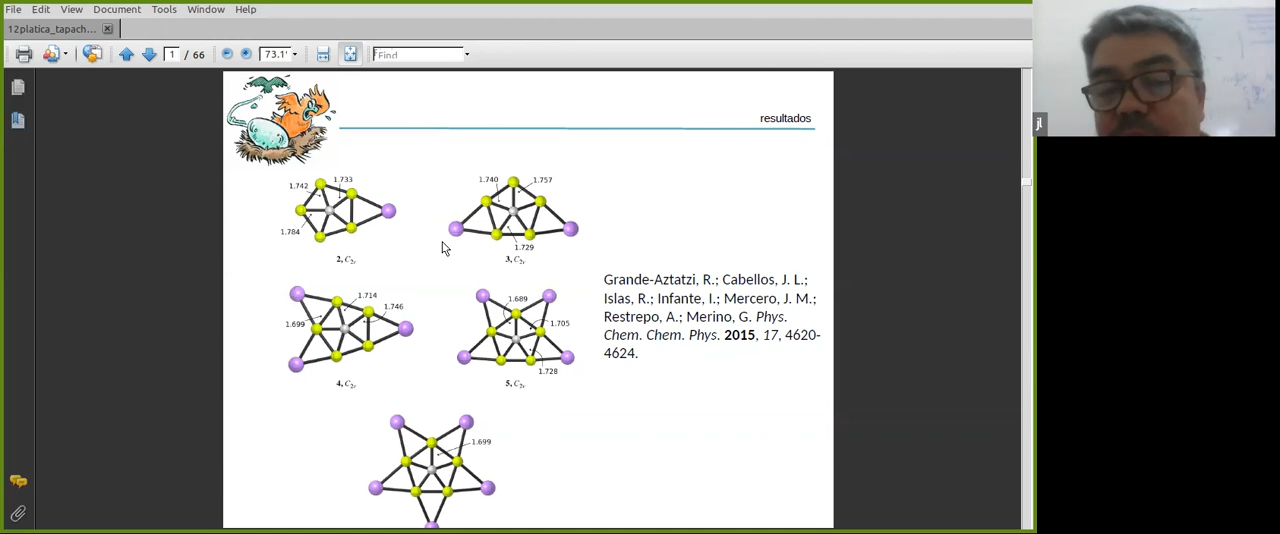 File Edit View Document Tools Window Help
12platica_tapach...
1 / 66
73.1
Find
resultados
1.742
1.733
1.784
2, C2v
1.740
1.757
1.729
3, C2v
1.714
1.746
1.699
4, C2v
1.689
1.705
1.728
5, C2v
1.699
Grande-Aztatzi, R.; Cabellos, J. L.;
Islas, R.; Infante, I.; Mercero, J. M.;
Restrepo, A.; Merino, G. Phys.
Chem. Chem. Phys. 2015, 17, 4620-
4624.
jl